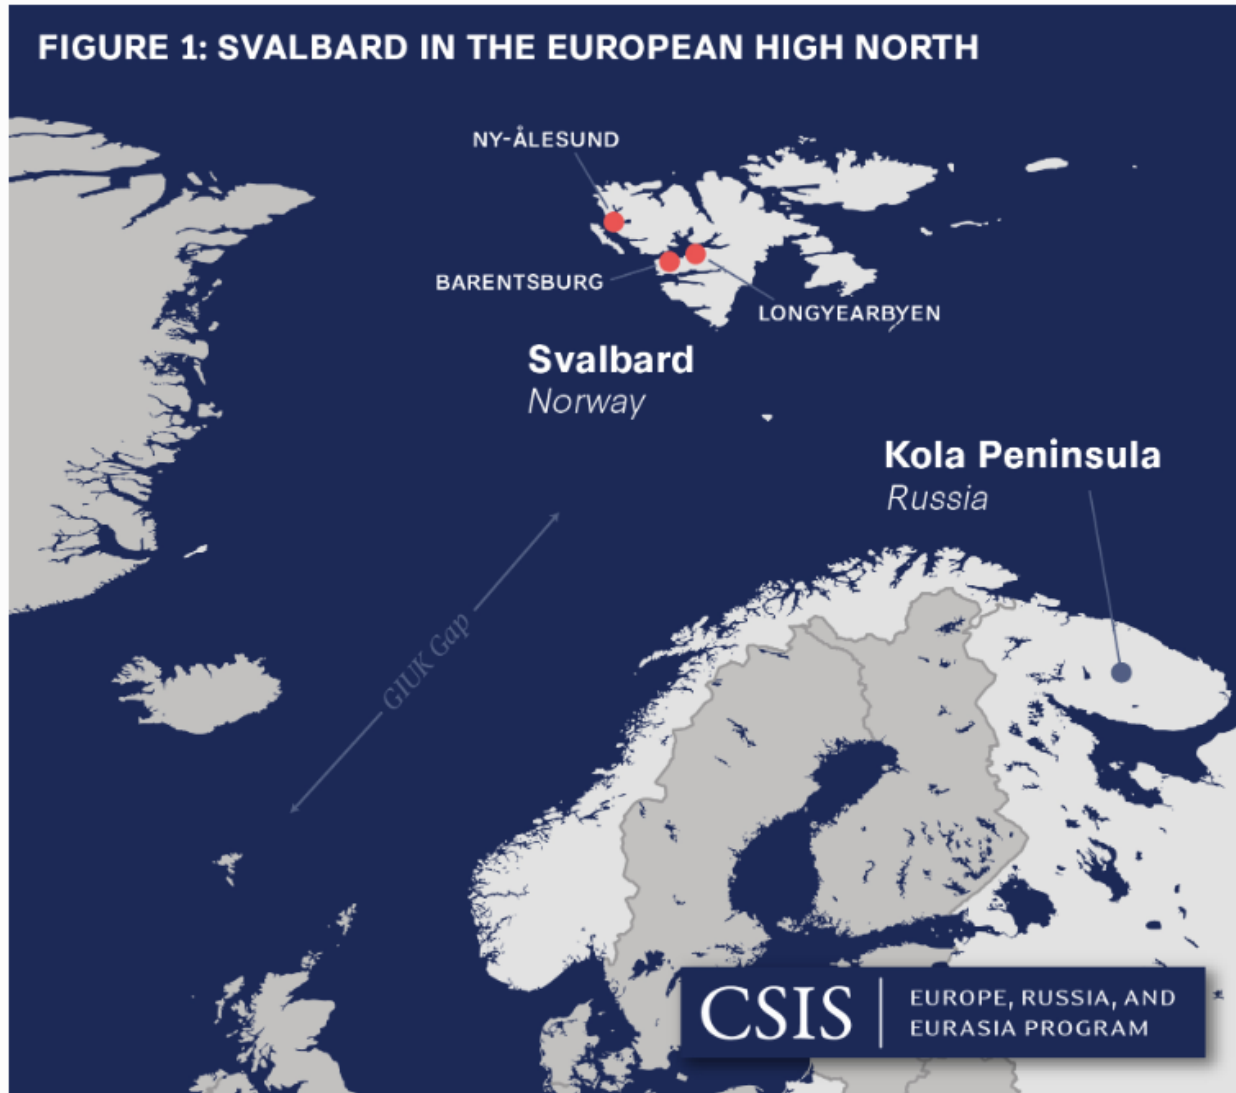 FIGURE 1: SVALBARD IN THE EUROPEAN HIGH NORTH
NY-ÅLESUND
BARENTSBURG
LONGYEARBYEN
Svalbard
Norway
Kola Peninsula
Russia
GIUK Gap
CSIS
EUROPE, RUSSIA, AND
EURASIA PROGRAM